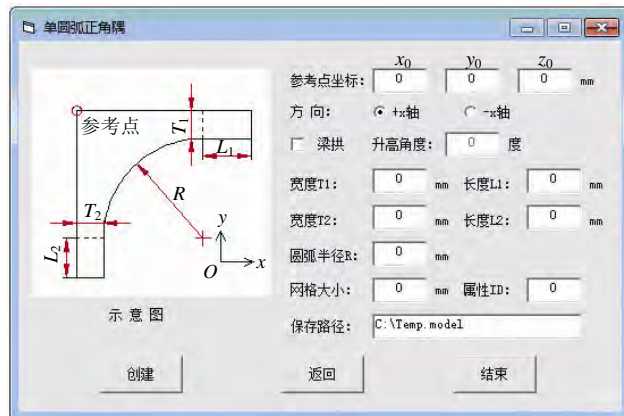 单圆弧正角隅
x0 y0 z0
参考点坐标: 0 0 0 mm
方 向: +x轴 -x轴
梁拱 升高角度: 0 度
宽度T1: 0 mm 长度L1: 0 mm
宽度T2: 0 mm 长度L2: 0 mm
圆弧半径R: 0 mm
网格大小: 0 mm 属性ID: 0
保存路径: C:\Temp.model
参考点
T1
L1
R
T2
L2
y
O x
示 意 图
创建 返回 结束